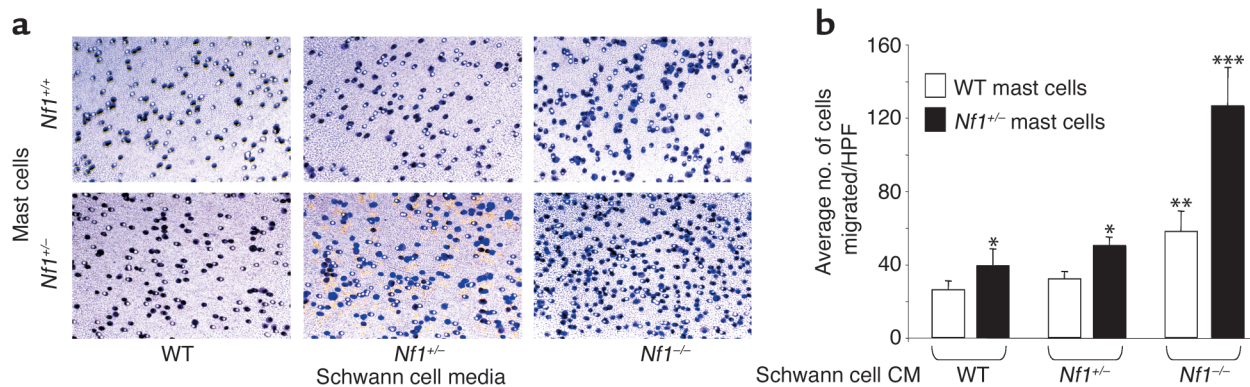 a
Mast cells
Nf1+/+
Nf1+/–
WT
Nf1+/–
Nf1–/–
Schwann cell media
b
Average no. of cells
migrated/HPF
160
120
80
40
0
WT mast cells
Nf1+/– mast cells
*
*
**
***
Schwann cell CM
WT
Nf1+/–
Nf1–/–